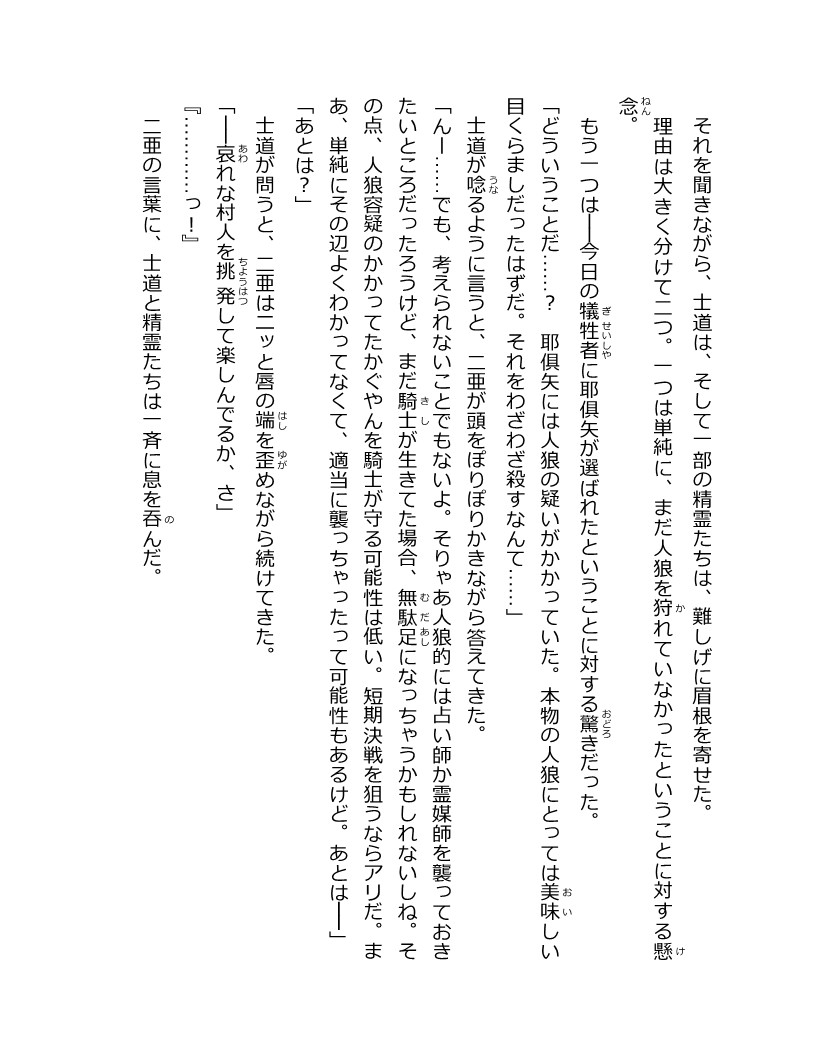 それを聞きながら、士道は、そして一部の精霊たちは、難しげに眉根を寄せた。
理由は大きく分けて二つ。一つは単純に、まだ人狼を狩れていなかったということに対する懸
念。
もう一つは──今日の犠牲者に耶倶矢が選ばれたということに対する驚きだった。
「どういうことだ……？　耶倶矢には人狼の疑いがかかっていた。本物の人狼にとっては美味しい
目くらましだったはずだ。それをわざわざ殺すなんて……」
士道が唸るように言うと、二亜が頭をぽりぽりかきながら答えてきた。
「んー……でも、考えられないことでもないよ。そりゃあ人狼的には占い師か霊媒師を襲っておき
たいところだったろうけど、まだ騎士が生きてた場合、無駄足になっちゃうかもしれないしね。そ
の点、人狼容疑のかかってたかぐやんを騎士が守る可能性は低い。短期決戦を狙うならアリだ。ま
あ、単純にその辺よくわかってなくて、適当に襲っちゃったって可能性もあるけど。あとは──」
「あとは？」
士道が問うと、二亜はニッと唇の端を歪めながら続けてきた。
「──哀れな村人を挑発して楽しんでるか、さ」
『…………っ！』
二亜の言葉に、士道と精霊たちは一斉に息を呑んだ。